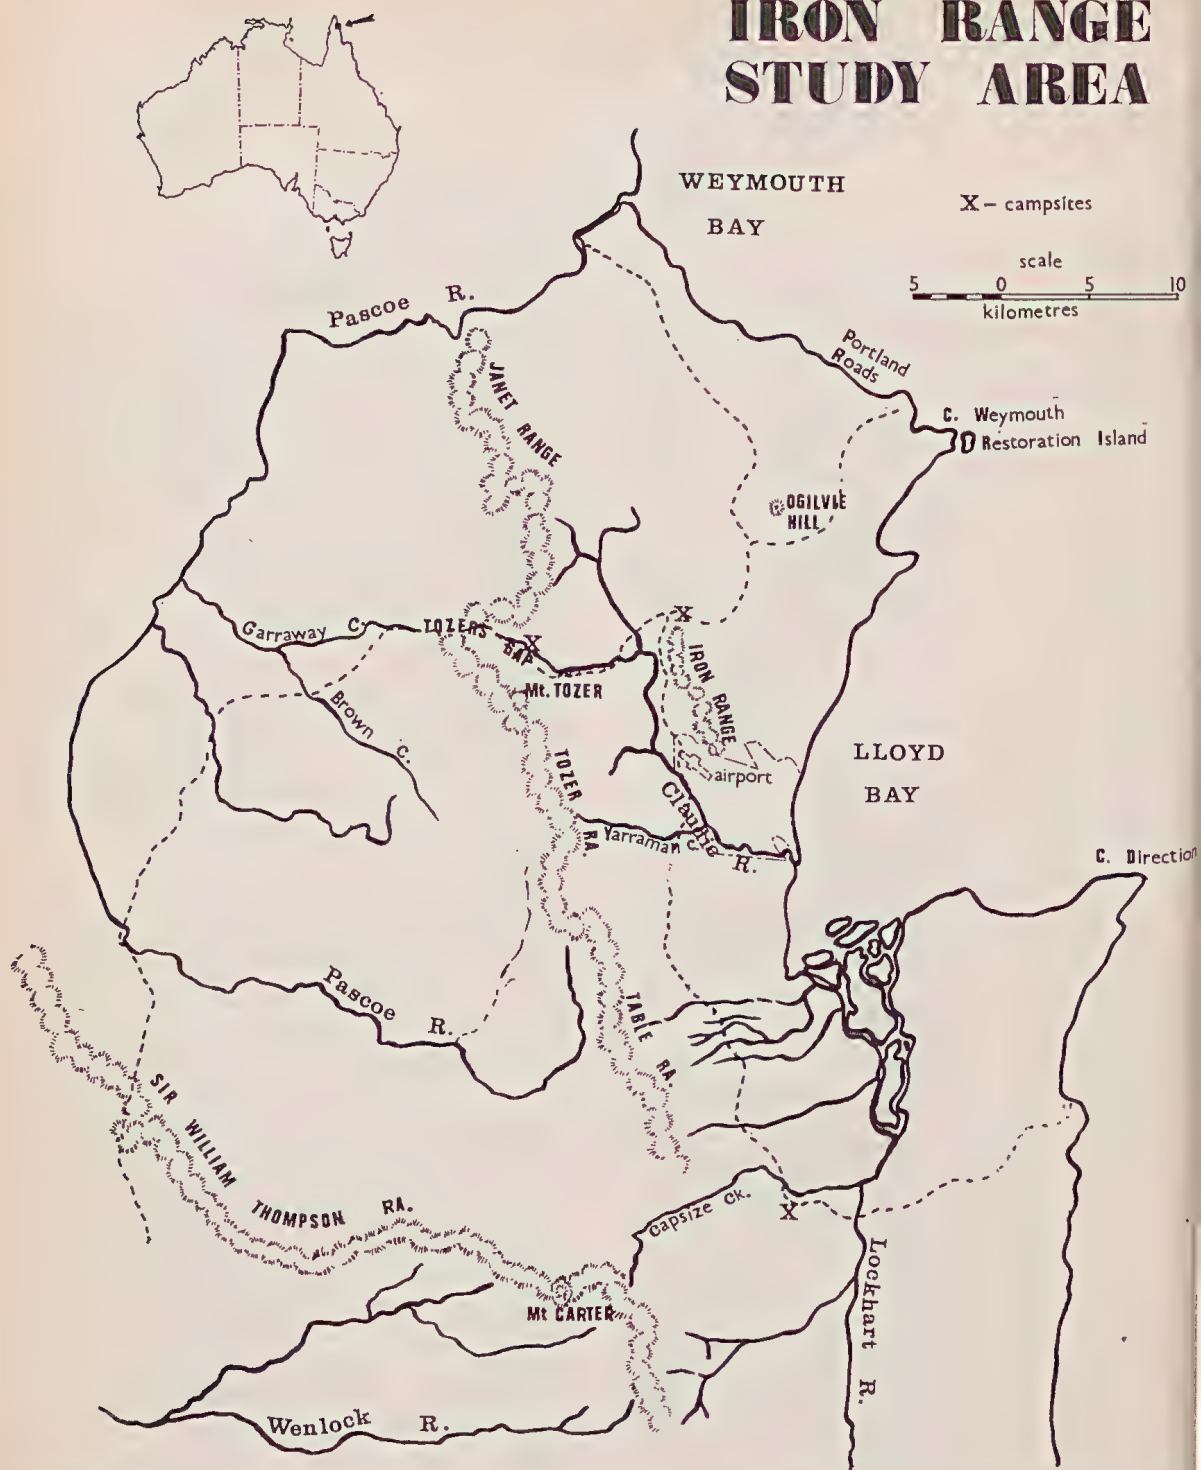 IRON RANGE
STUDY AREA
WEYMOUTH
BAY
X – campsites
scale
5 0 5 10
kilometres
Pascoe R.
Portland
Roads
JANET RANGE
C. Weymouth
Restoration Island
OGILVIE
HILL
Garraway C.
TOZERS
GAP
X
X
Mt. TOZER
IRON RANGE
Brown C.
TOZER RA.
airport
LLOYD
BAY
Claudie R.
Yarraman C.
C. Direction
Pascoe R.
TABLE RA.
SIR WILLIAM THOMPSON RA.
Capsize Ck.
X
Lockhart R.
Mt CARTER
Wenlock R.